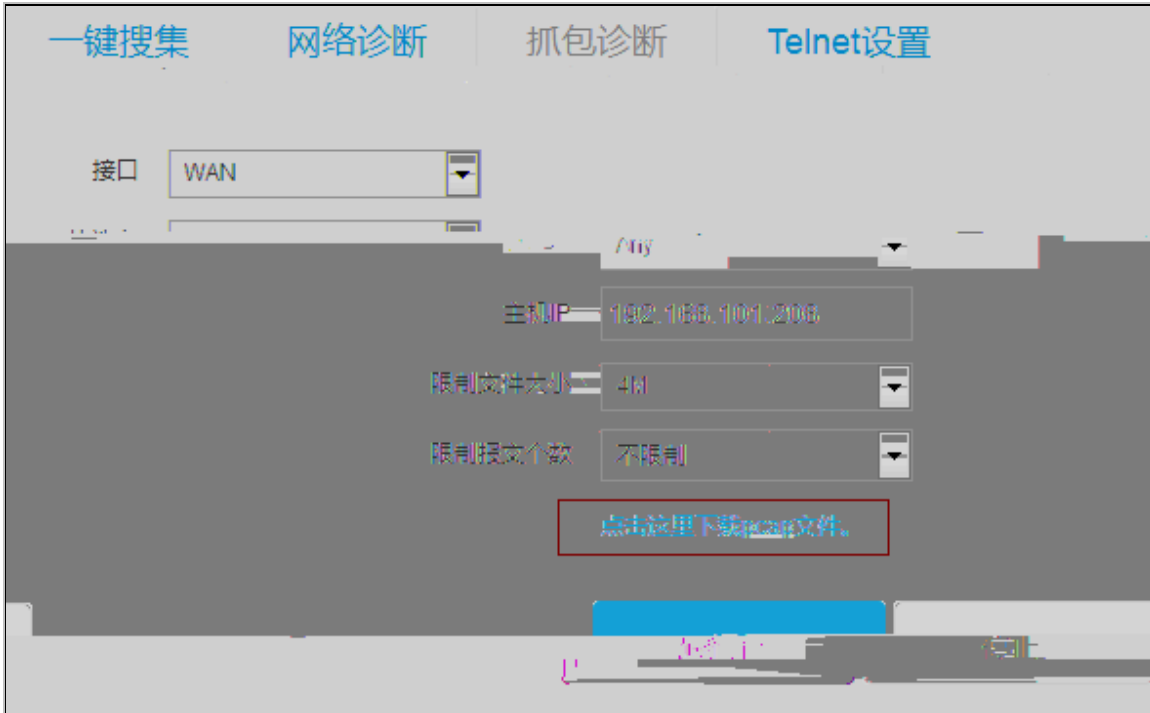 一键搜集 网络诊断 抓包诊断 Telnet设置
接口 WAN
Any
主机IP 192.168.101.208
限制文件大小 4M
限制报文个数 不限制
点击这里下载pcap文件。